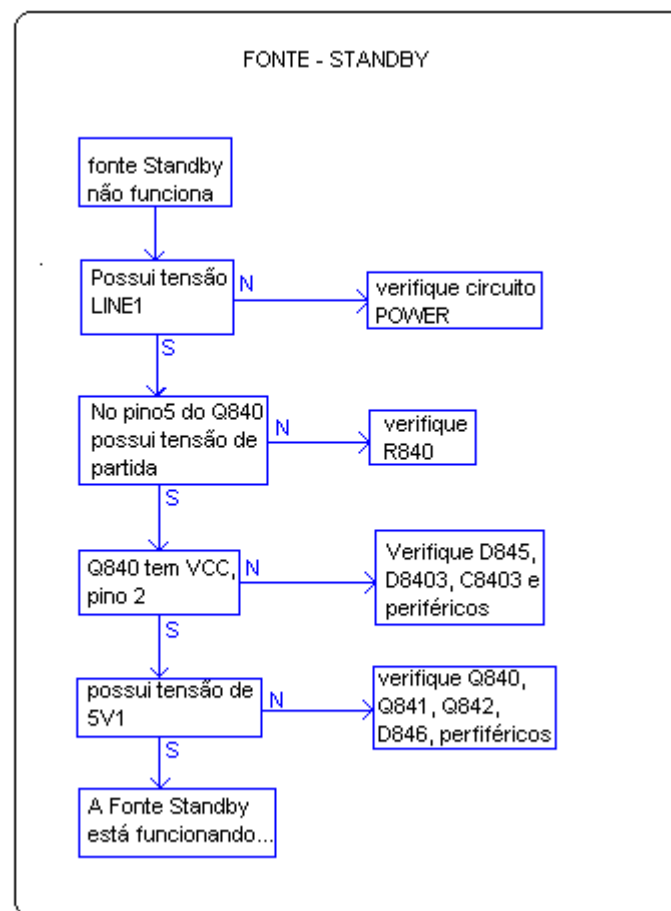 FONTE - STANDBY
fonte Standby
não funciona
Possui tensão
LINE1
N
verifique circuito
POWER
S
No pino5 do Q840
possui tensão de
partida
N
verifique
R840
S
Q840 tem VCC,
pino 2
N
Verifique D845,
D8403, C8403 e
periféricos
S
possui tensão de
5V1
N
verifique Q840,
Q841, Q842,
D846, perfiféricos
S
A Fonte Standby
está funcionando...